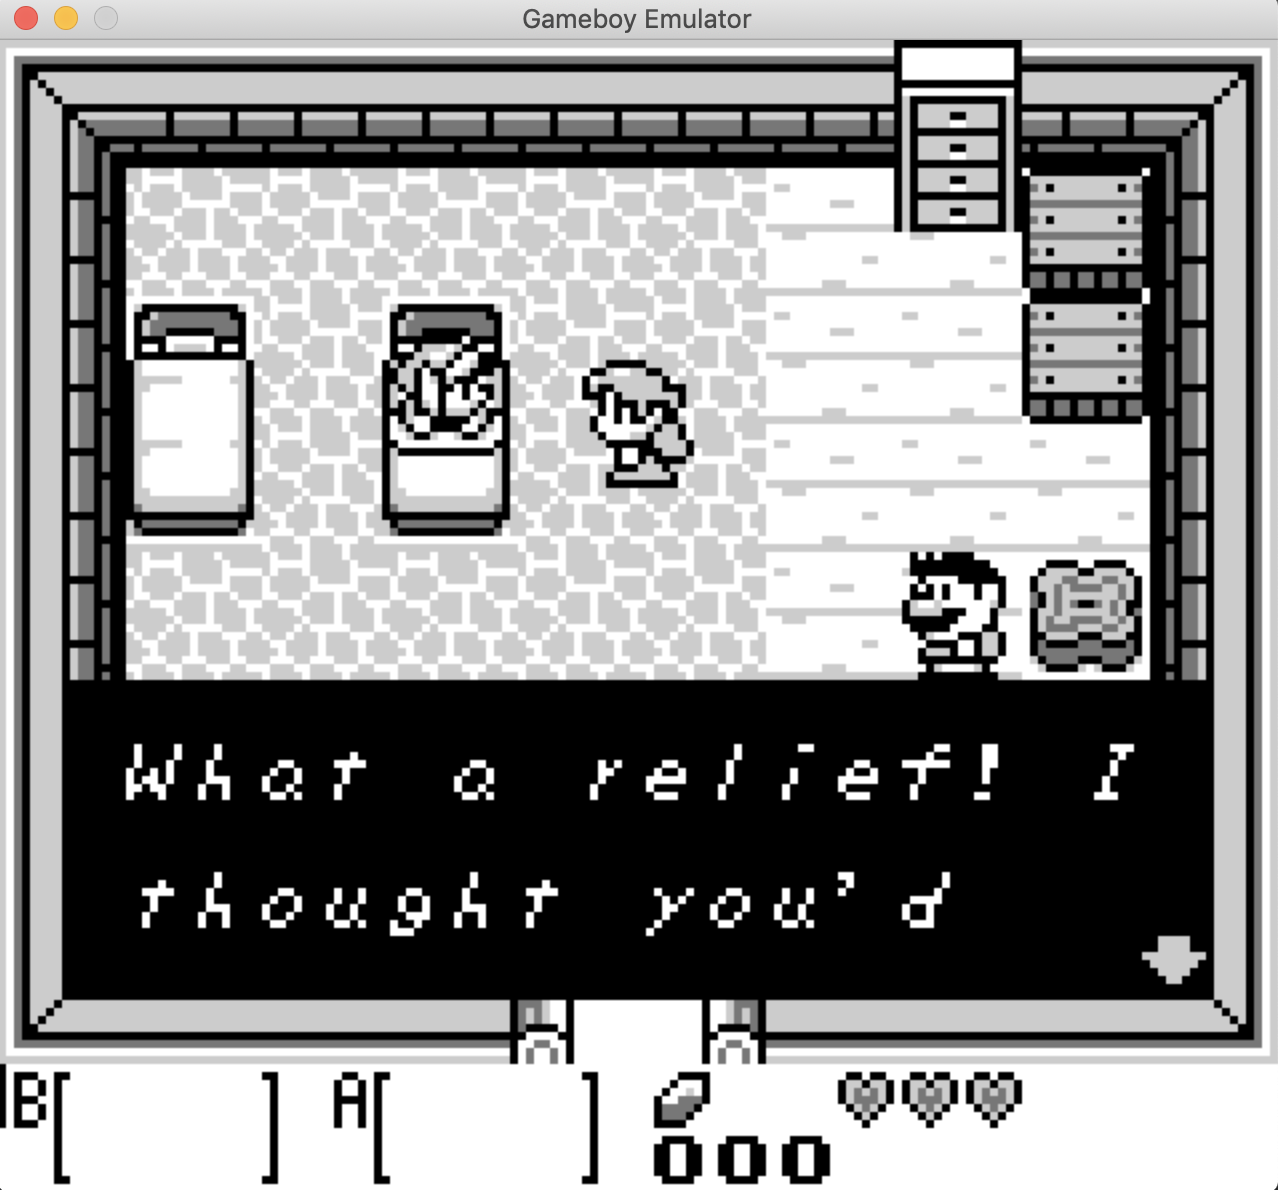 Gameboy Emulator
What a relief! I
thought you'd
B[ ] A[ ]
000